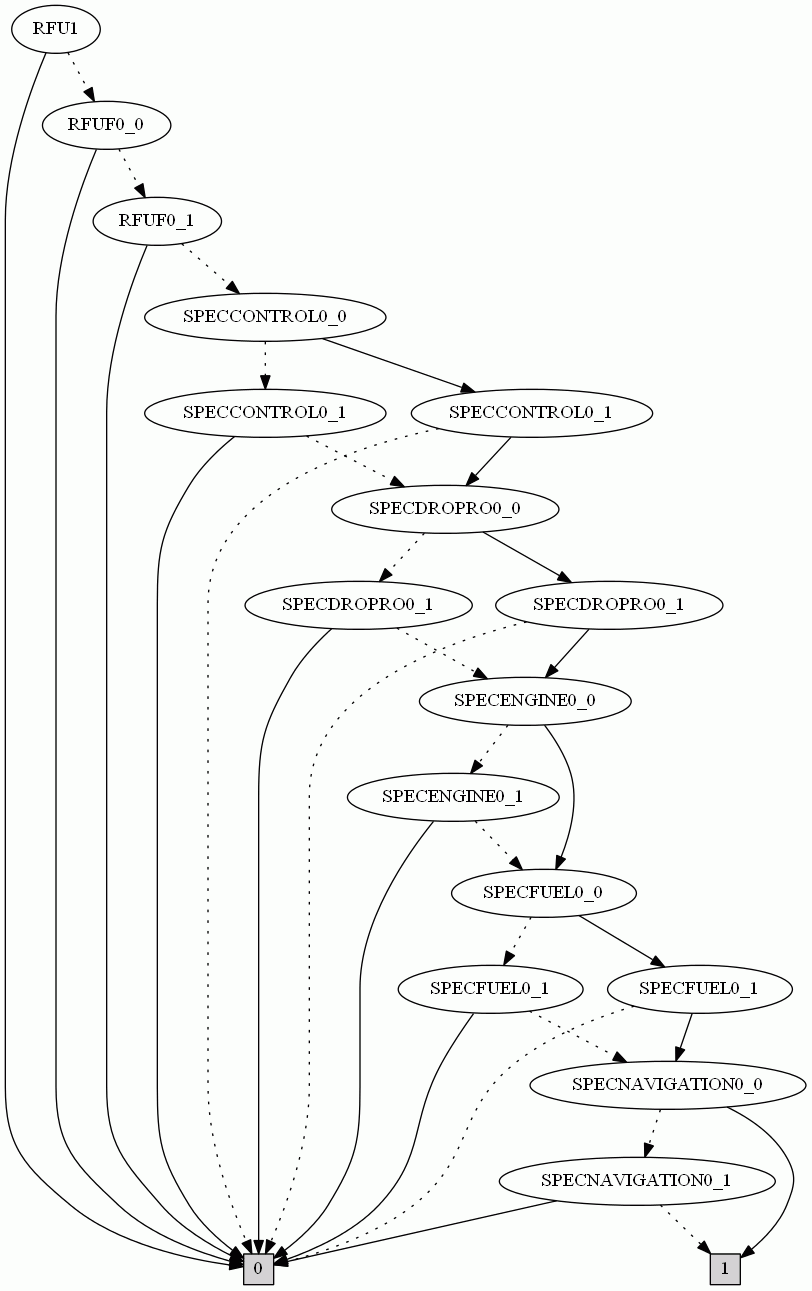 RFU1
RFUF0_0
RFUF0_1
SPECCONTROL0_0
SPECCONTROL0_1
SPECCONTROL0_1
SPECDROPRO0_0
SPECDROPRO0_1
SPECDROPRO0_1
SPECENGINE0_0
SPECENGINE0_1
SPECFUEL0_0
SPECFUEL0_1
SPECFUEL0_1
SPECNAVIGATION0_0
SPECNAVIGATION0_1
0
1